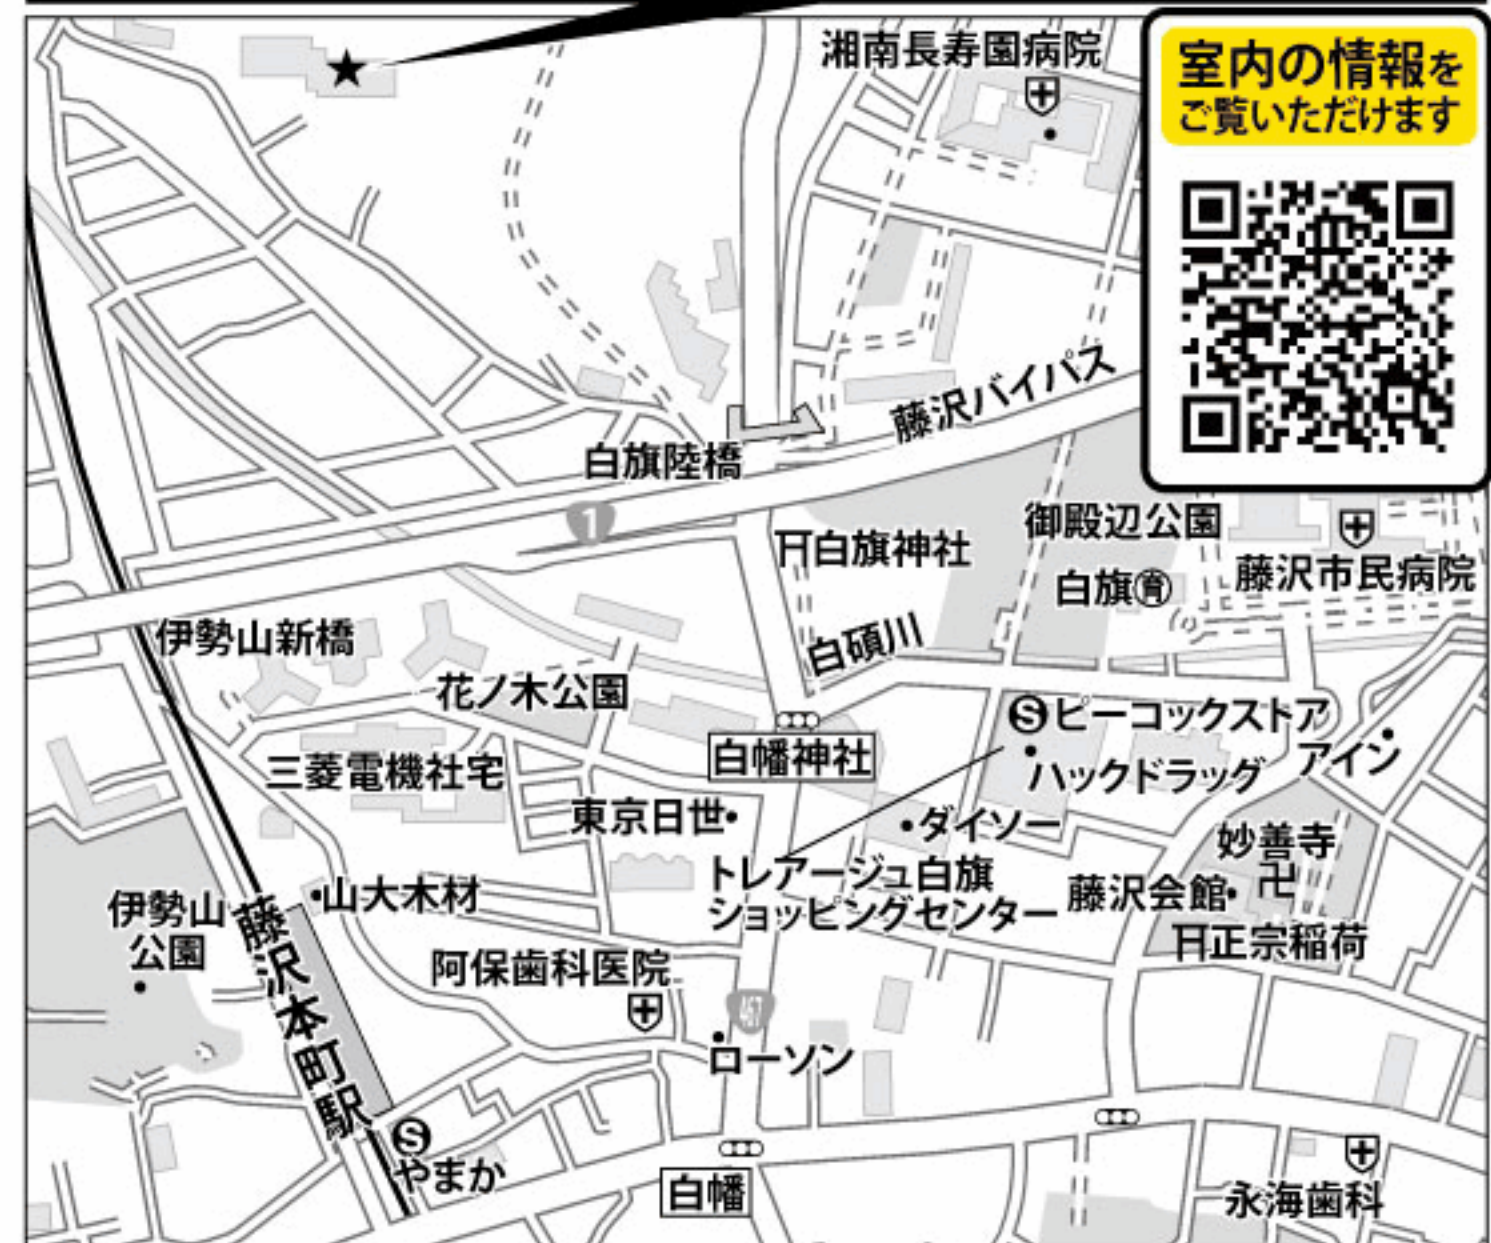 湘南長寿園病院
室内の情報を
ご覧いただけます
藤沢バイパス
白旗陸橋
1
白旗神社
御殿辺公園
白旗㊒
藤沢市民病院
伊勢山新橋
白碩川
花ノ木公園
Sピーコックストア
白幡神社
三菱電機社宅
ハックドラッグ
アイン
東京日世
ダイソー
妙善寺
卍
トレアージュ白旗
ショッピングセンター
藤沢会館
山大木材
伊勢山
公園
藤沢本町駅
正宗稲荷
阿保歯科医院
467
ローソン
S
やまか
白幡
永海歯科